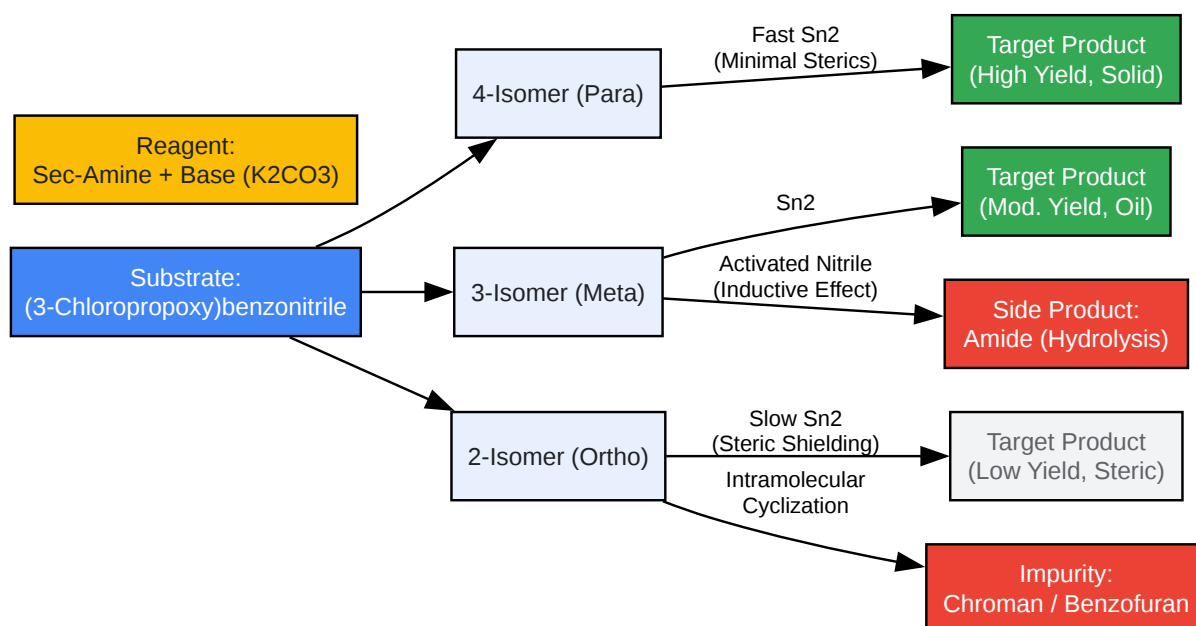 Reagent:
Sec-Amine + Base (K2CO3)
Substrate:
(3-Chloropropoxy)benzonitrile
4-Isomer (Para)
3-Isomer (Meta)
2-Isomer (Ortho)
Fast Sn2
(Minimal Sterics)
Target Product
(High Yield, Solid)
Sn2
Target Product
(Mod. Yield, Oil)
Activated Nitrile
(Inductive Effect)
Side Product:
Amide (Hydrolysis)
Slow Sn2
(Steric Shielding)
Target Product
(Low Yield, Steric)
Intramolecular
Cyclization
Impurity:
Chroman / Benzofuran